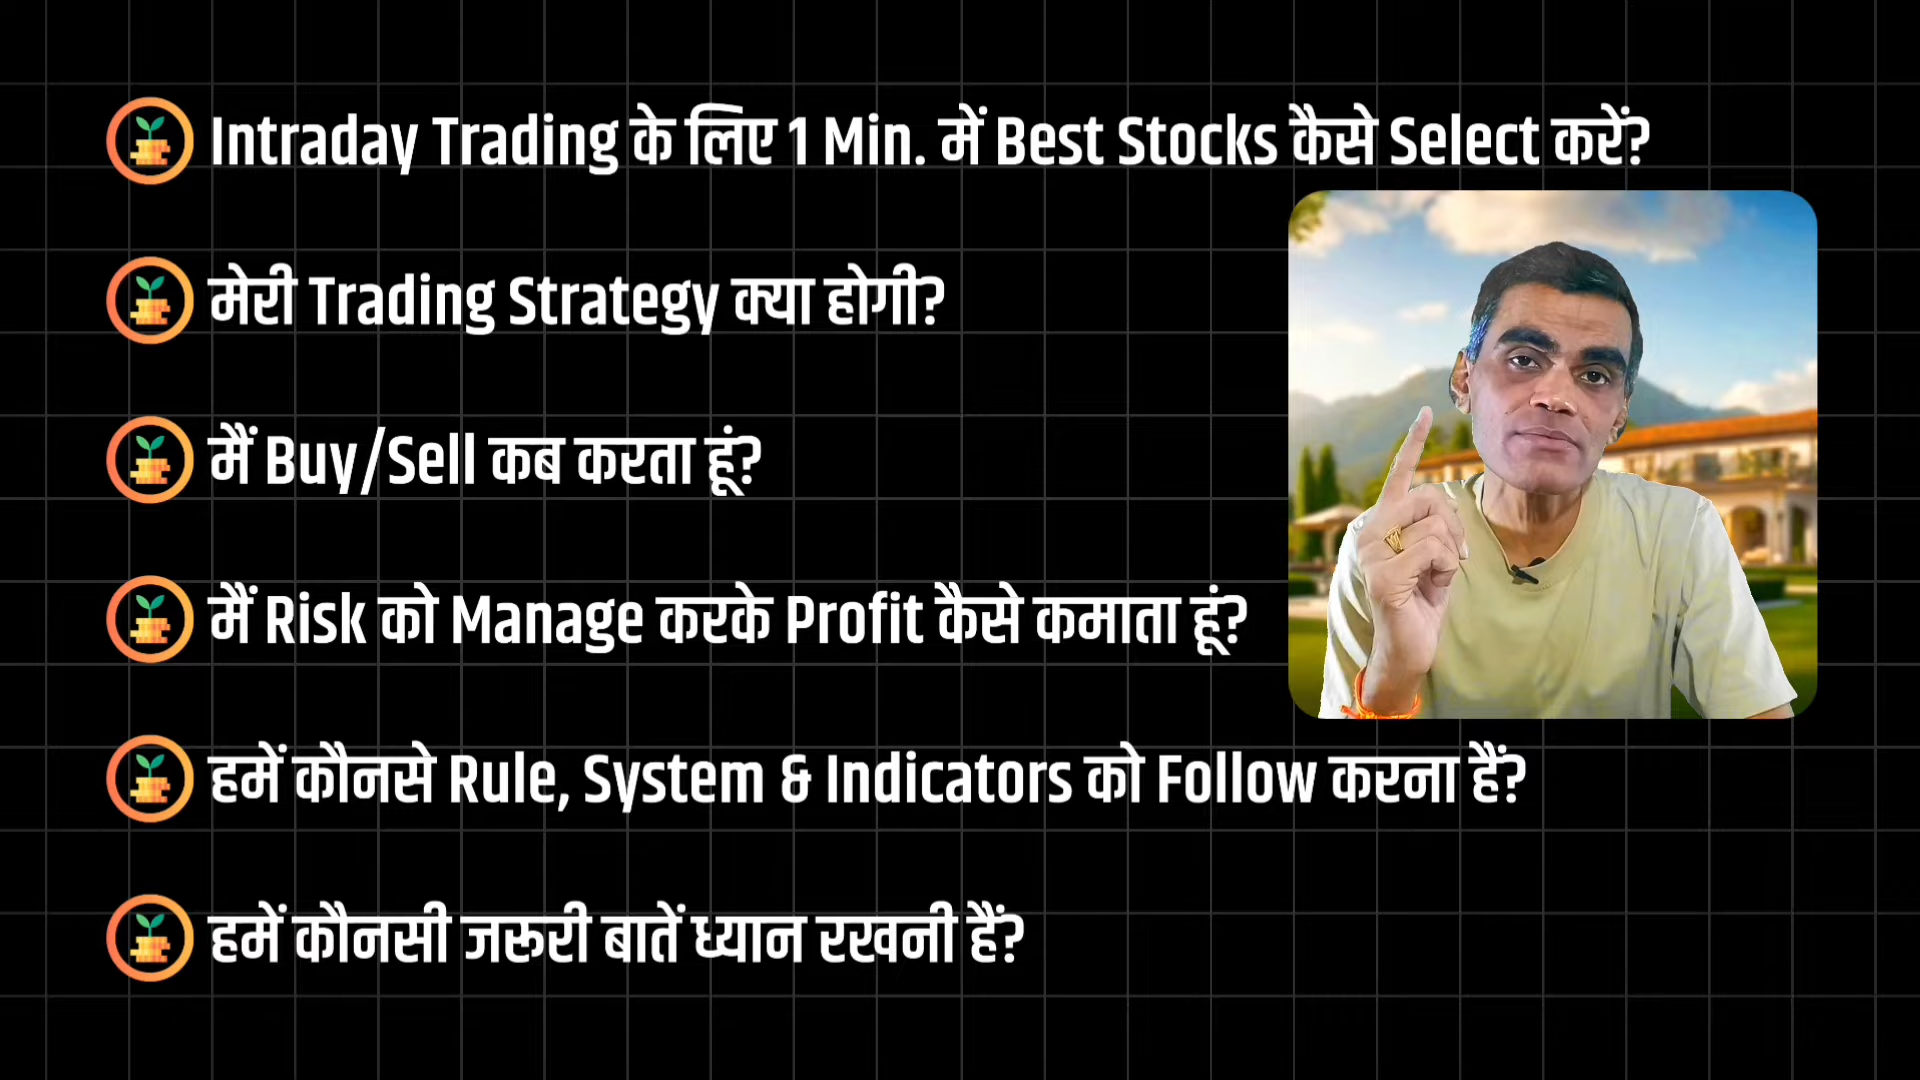 Intraday Trading के लिए 1 Min. में Best Stocks कैसे Select करें?
मेरी Trading Strategy क्या होगी?
मैं Buy/Sell कब करता हूं?
मैं Risk को Manage करके Profit कैसे कमाता हूं?
हमें कौनसे Rule, System & Indicators को Follow करना हैं?
हमें कौनसी जरूरी बातें ध्यान रखनी हैं?